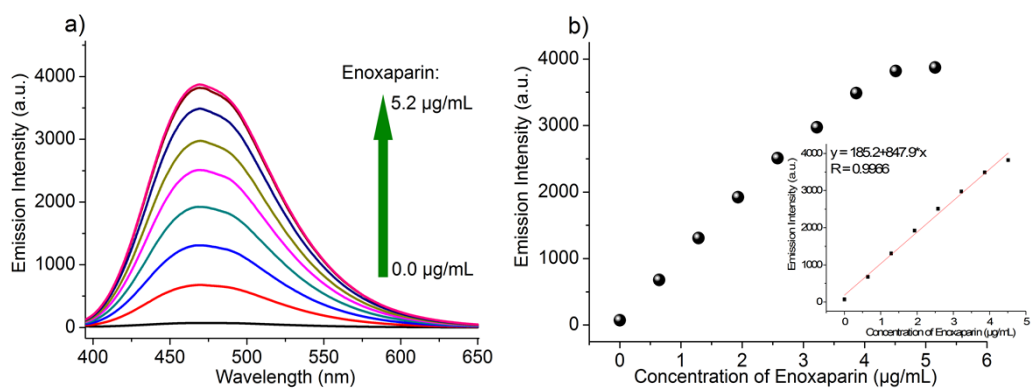 a)
Emission Intensity (a.u.)
4000
3000
2000
1000
0
400
450
500
550
600
650
Wavelength (nm)
Enoxaparin:
5.2 µg/mL
0.0 µg/mL
b)
Emission Intensity (a.u.)
4000
3000
2000
1000
0
0
1
2
3
4
5
6
Concentration of Enoxaparin (µg/mL)
y = 185.2+847.9*x
R = 0.9966
Emission Intensity (a.u.)
4000
3000
2000
1000
0
0
1
2
3
4
5
Concentration of Enoxaparin (µg/mL)